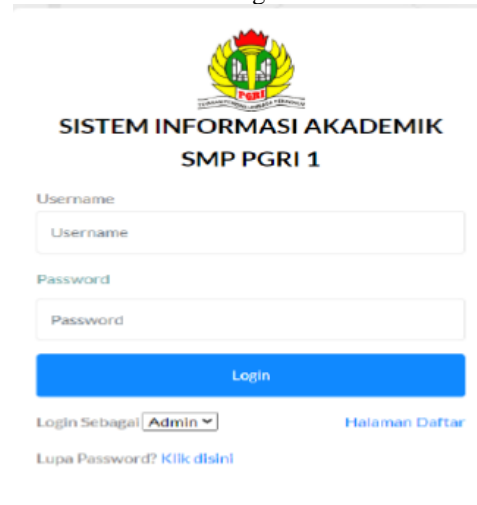 PGRI
SISTEM INFORMASI AKADEMIK
SMP PGRI 1
Username
Username
Password
Password
Login
Login Sebagai Admin
Halaman Daftar
Lupa Password? Klik disini